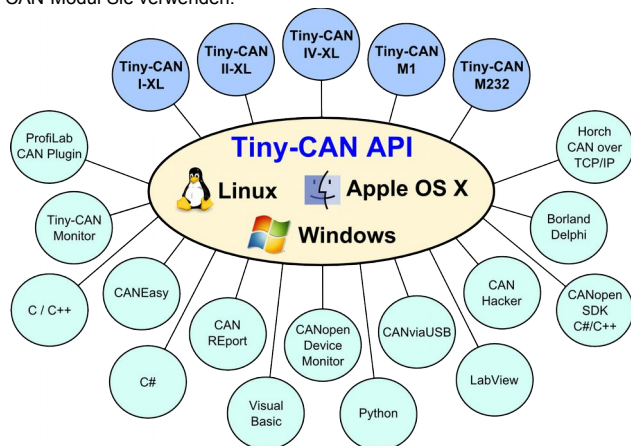 CAN-Modul Sie verwenden.
Tiny-CAN
I-XL
Tiny-CAN
II-XL
Tiny-CAN
IV-XL
Tiny-CAN
M1
Tiny-CAN
M232
Tiny-CAN API
Linux
Apple OS X
Windows
ProfiLab
CAN Plugin
Horch
CAN over
TCP/IP
Tiny-CAN
Monitor
Borland
Delphi
C / C++
CANEasy
CAN
REport
CANopen
Device
Monitor
CANviaUSB
CAN
Hacker
CANopen
SDK
C#/C++
C#
Visual
Basic
Python
LabView